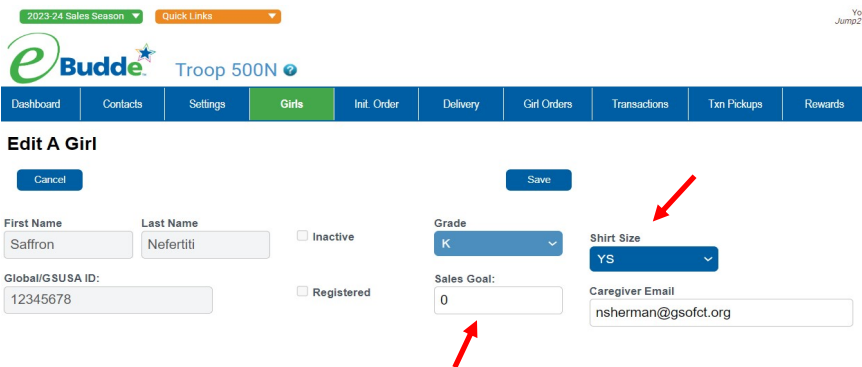 2023-24 Sales Season Quick Links
Yo
Jump2
eBudde Troop 500N ?
Dashboard Contacts Settings Girls Init. Order Delivery Girl Orders Transactions Txn Pickups Rewards
Edit A Girl
Cancel Save
First Name Last Name Grade
Inactive Shirt Size
Saffron Nefertiti K
YS
Global/GSUSA ID: Sales Goal:
Registered Caregiver Email
12345678 0
nsherman@gsofct.org